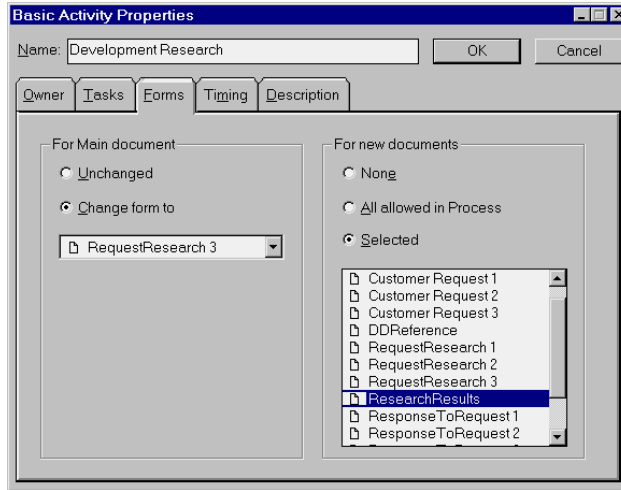 Basic Activity Properties
Name: Development Research
OK
Cancel
Owner
Tasks
Forms
Timing
Description
For Main document
Unchanged
Change form to
RequestResearch 3
For new documents
None
All allowed in Process
Selected
Customer Request 1
Customer Request 2
Customer Request 3
DDReference
RequestResearch 1
RequestResearch 2
RequestResearch 3
ResearchResults
ResponseToRequest 1
ResponseToRequest 2